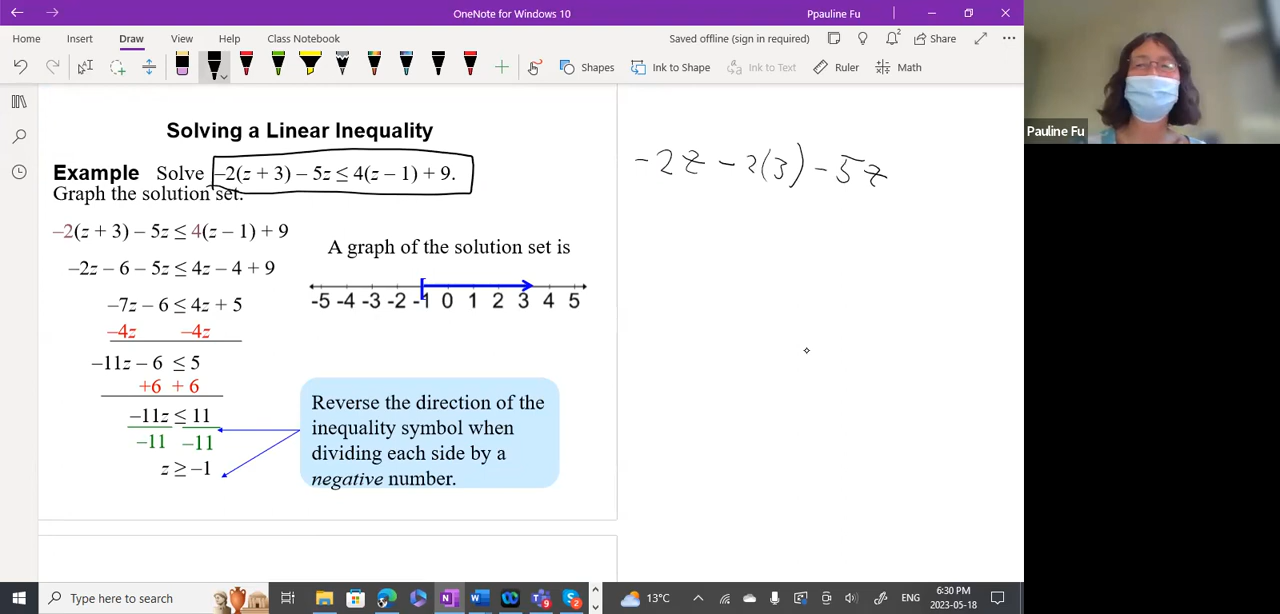 OneNote for Windows 10
Ppauline Fu
Home Insert Draw View Help Class Notebook
Saved offline (sign in required)
Share
Shapes
Ink to Shape
Ink to Text
Ruler
Math
Pauline Fu
Solving a Linear Inequality
Example Solve -2(z + 3) – 5z ≤ 4(z – 1) + 9.
Graph the solution set.
–2(z + 3) – 5z ≤ 4(z – 1) + 9
–2z – 6 – 5z ≤ 4z – 4 + 9
–7z – 6 ≤ 4z + 5
–4z –4z
–11z – 6 ≤ 5
+6 + 6
–11z ≤ 11
–11 –11
z ≥ –1
A graph of the solution set is
-5 -4 -3 -2 -1 0 1 2 3 4 5
Reverse the direction of the
inequality symbol when
dividing each side by a
negative number.
-2z - 2(3) - 5z
Type here to search
13°C
ENG
6:30 PM
2023-05-18